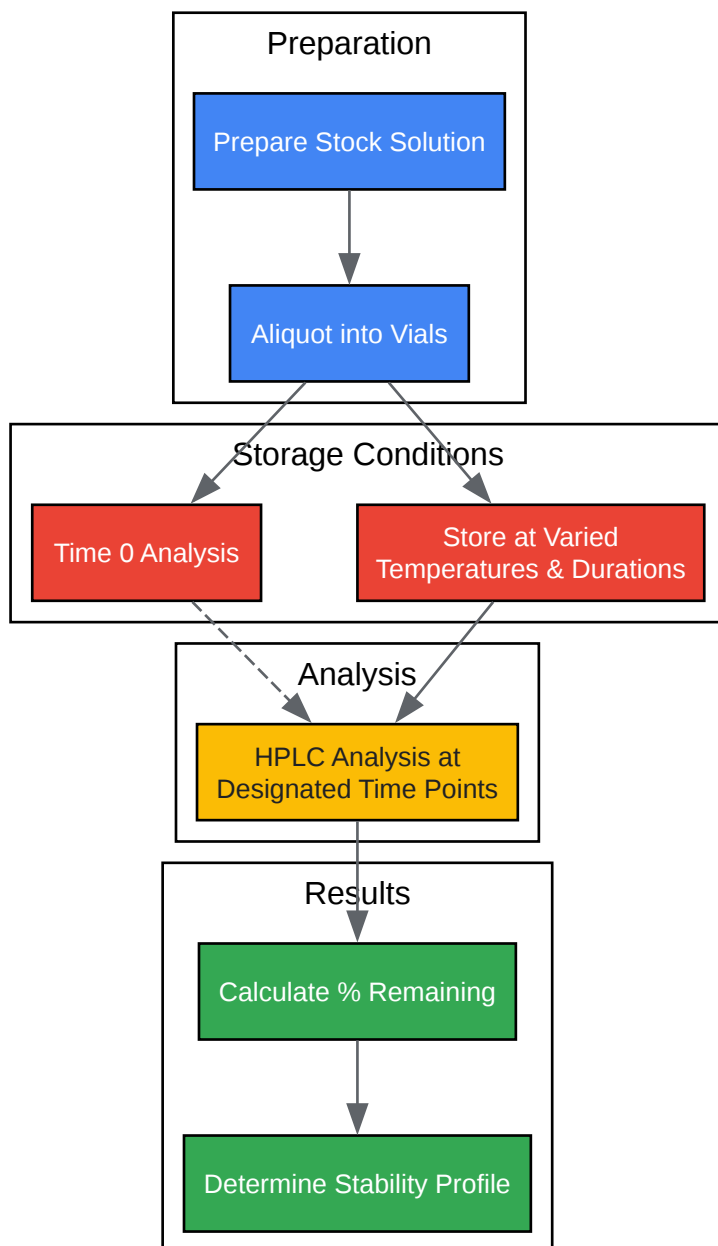 Preparation
Prepare Stock Solution
Aliquot into Vials
Storage Conditions
Time 0 Analysis
Store at Varied
Temperatures & Durations
Analysis
HPLC Analysis at
Designated Time Points
Results
Calculate % Remaining
Determine Stability Profile